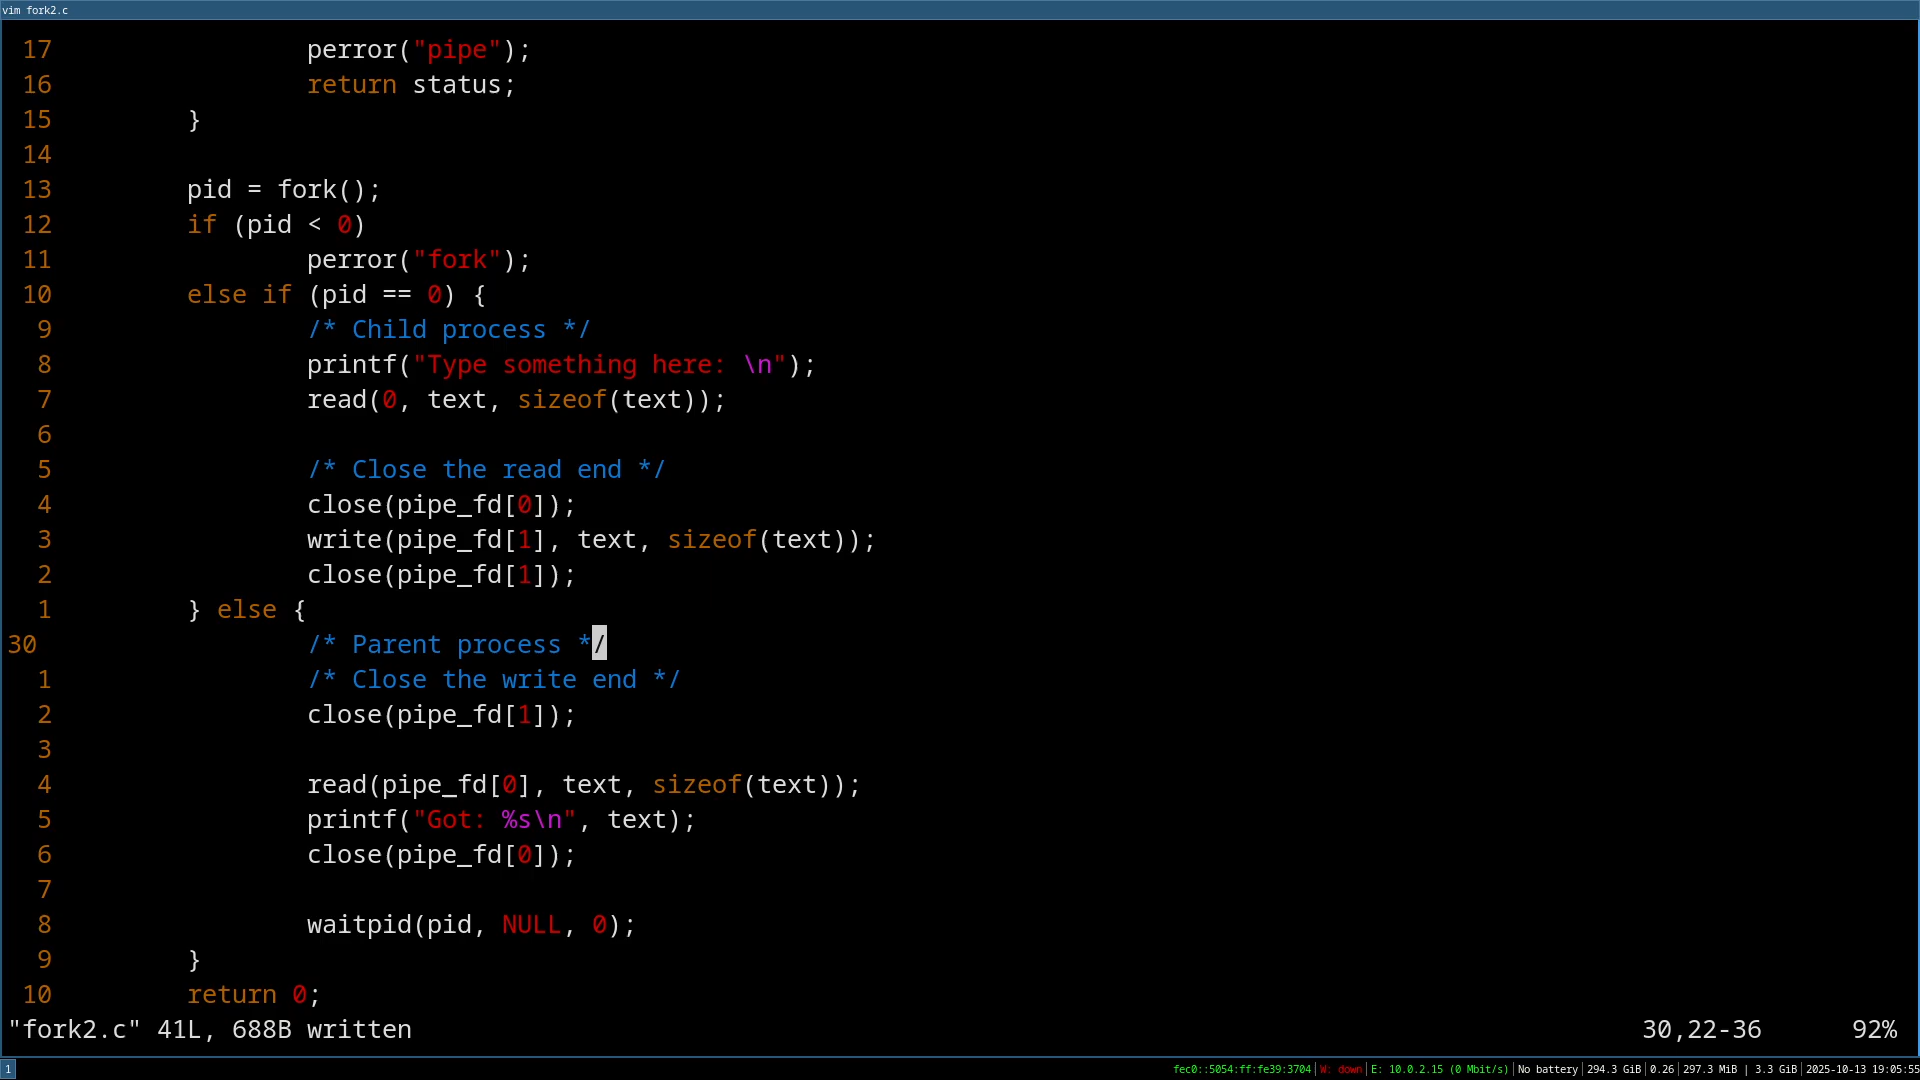 vim fork2.c
17 perror("pipe");
16 return status;
15 }
14
13 pid = fork();
12 if (pid < 0)
11 perror("fork");
10 else if (pid == 0) {
9 /* Child process */
8 printf("Type something here: \n");
7 read(0, text, sizeof(text));
6
5 /* Close the read end */
4 close(pipe_fd[0]);
3 write(pipe_fd[1], text, sizeof(text));
2 close(pipe_fd[1]);
1 } else {
30 /* Parent process */
1 /* Close the write end */
2 close(pipe_fd[1]);
3
4 read(pipe_fd[0], text, sizeof(text));
5 printf("Got: %s\n", text);
6 close(pipe_fd[0]);
7
8 waitpid(pid, NULL, 0);
9 }
10 return 0;
"fork2.c" 41L, 688B written 30,22-36 92%
1 fec0::5054:ff:fe39:3704 | W: down | E: 10.0.2.15 (0 Mbit/s) | No battery | 294.3 GiB | 0.26 | 297.3 MiB | 3.3 GiB | 2025-10-13 19:05:55